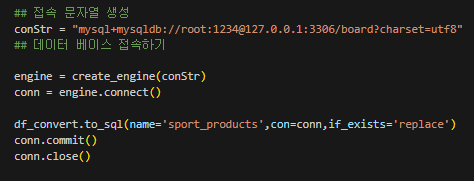 ## 접속 문자열 생성
conStr = "mysql+mysqldb://root:1234@127.0.0.1:3306/board?charset=utf8"
## 데이터 베이스 접속하기
engine = create_engine(conStr)
conn = engine.connect()
df_convert.to_sql(name='sport_products',con=conn,if_exists='replace')
conn.commit()
conn.close()